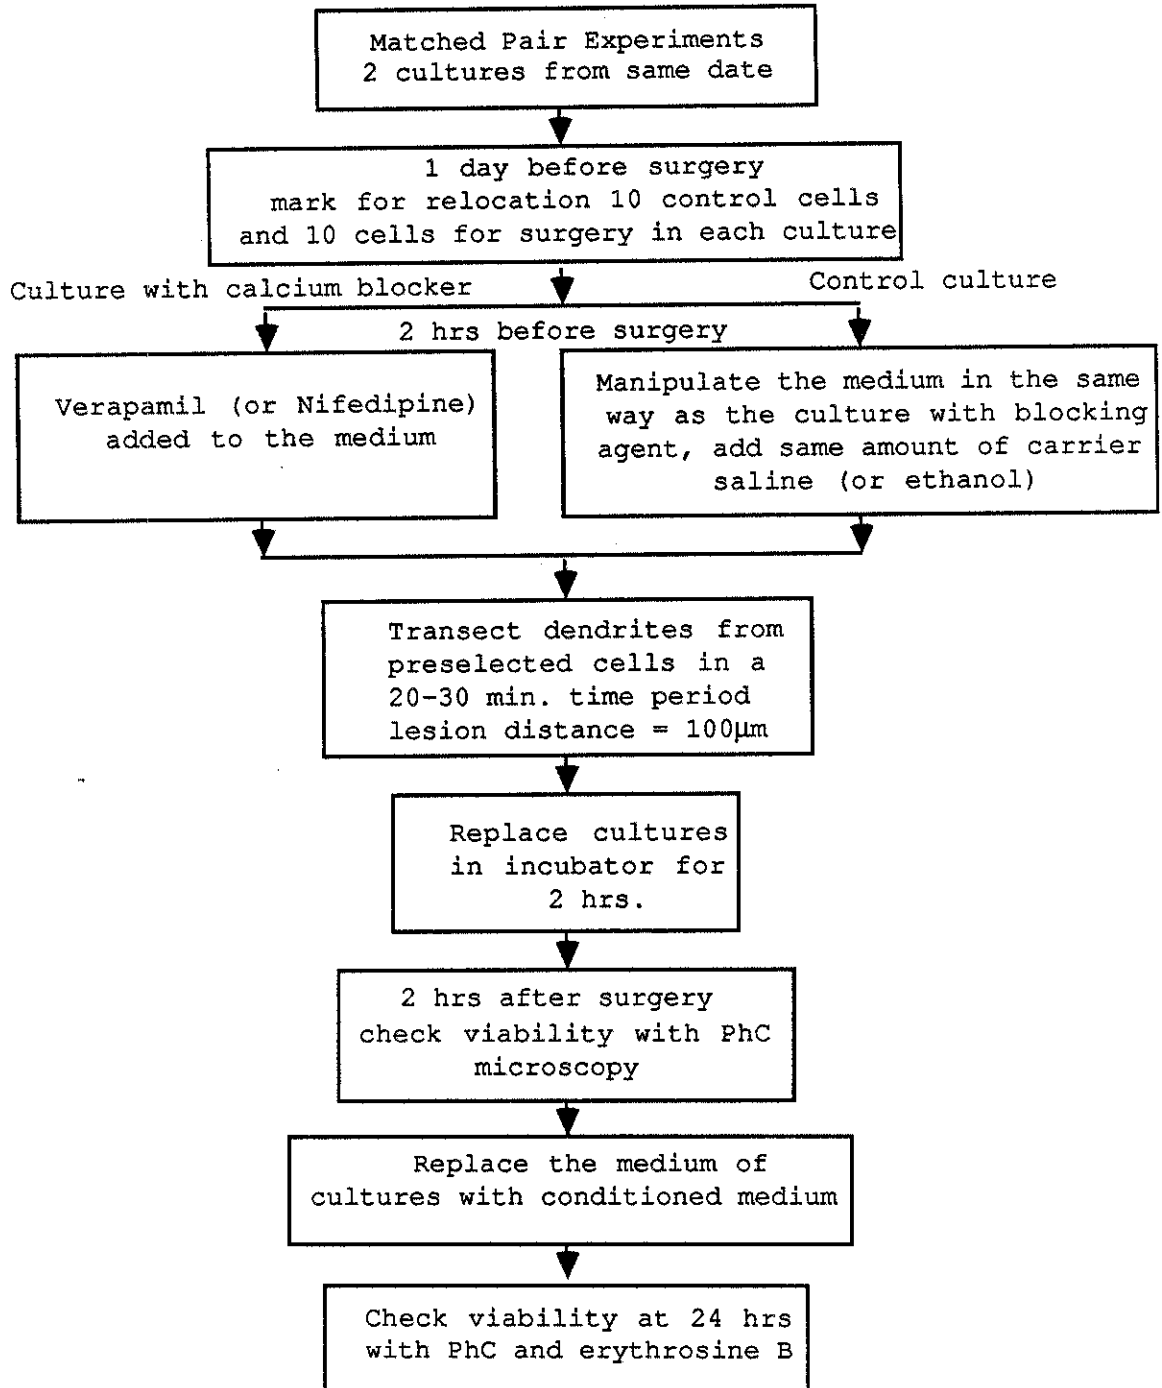 Matched Pair Experiments
2 cultures from same date
1 day before surgery
mark for relocation 10 control cells
and 10 cells for surgery in each culture
Culture with calcium blocker
Control culture
2 hrs before surgery
Verapamil (or Nifedipine)
added to the medium
Manipulate the medium in the same
way as the culture with blocking
agent, add same amount of carrier
saline (or ethanol)
Transect dendrites from
preselected cells in a
20-30 min. time period
lesion distance = 100µm
Replace cultures
in incubator for
2 hrs.
2 hrs after surgery
check viability with PhC
microscopy
Replace the medium of
cultures with conditioned medium
Check viability at 24 hrs
with PhC and erythrosine B